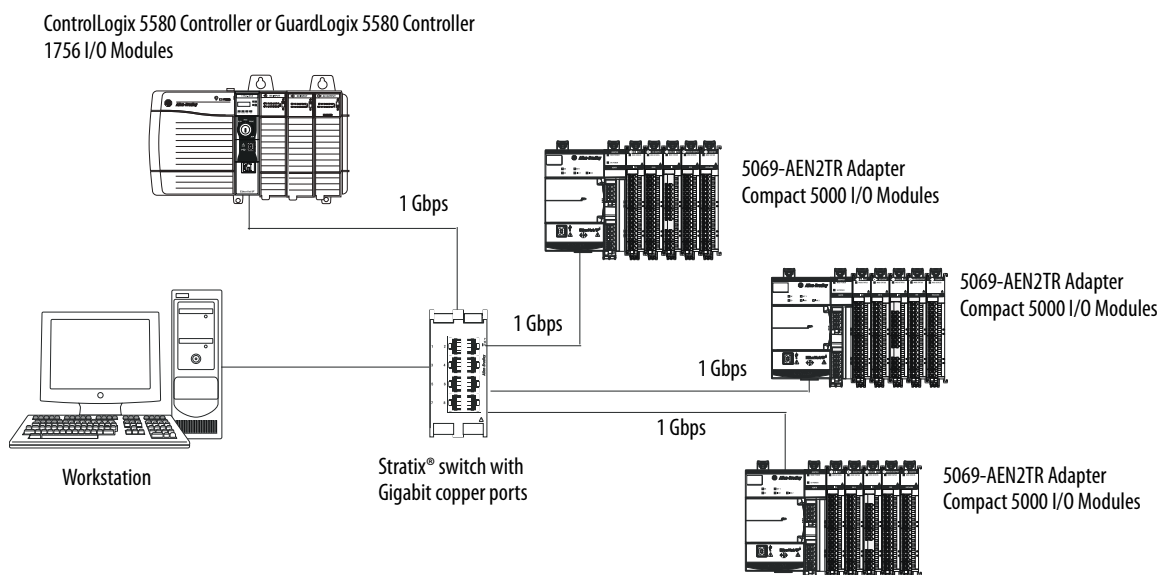 ControlLogix 5580 Controller or GuardLogix 5580 Controller
1756 I/O Modules
1 Gbps
5069-AEN2TR Adapter
Compact 5000 I/O Modules
1 Gbps
5069-AEN2TR Adapter
Compact 5000 I/O Modules
1 Gbps
1 Gbps
Workstation
Stratix® switch with
Gigabit copper ports
5069-AEN2TR Adapter
Compact 5000 I/O Modules